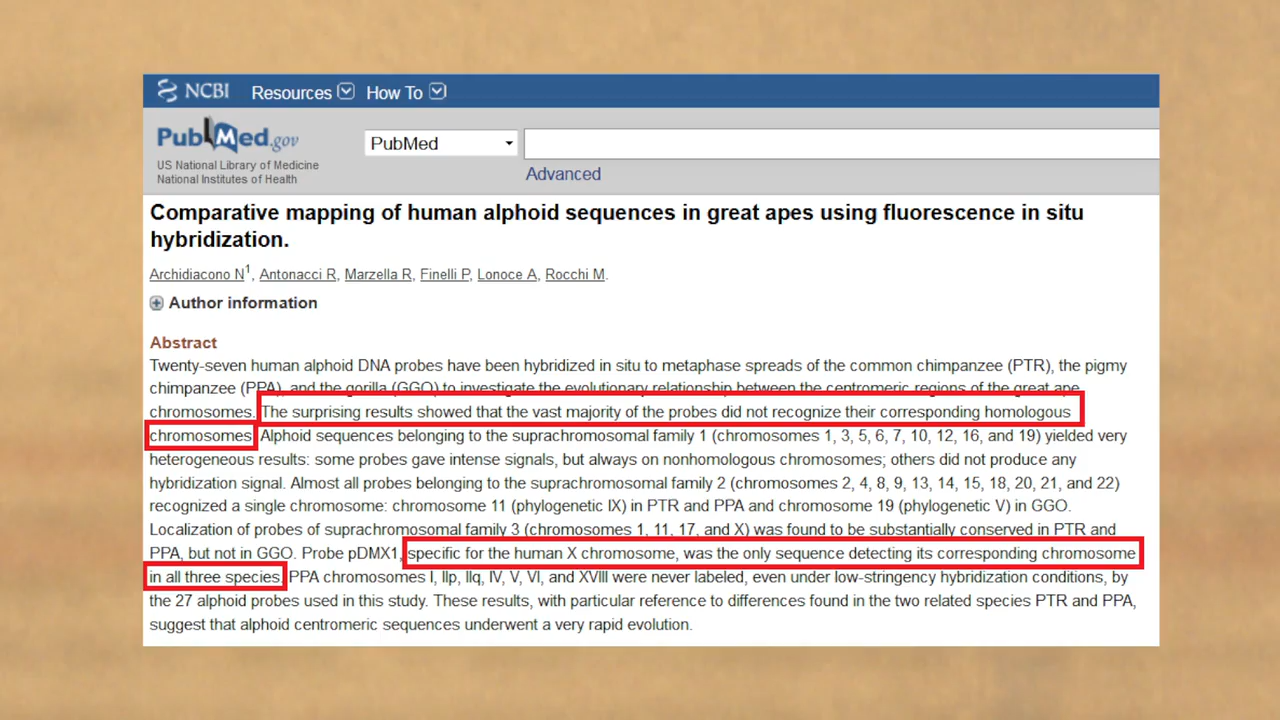 NCBI Resources How To
PubMed.gov
US National Library of Medicine
National Institutes of Health
PubMed
Advanced
Comparative mapping of human alphoid sequences in great apes using fluorescence in situ
hybridization.
Archidiacono N1, Antonacci R, Marzella R, Finelli P, Lonoce A, Rocchi M.
Author information
Abstract
Twenty-seven human alphoid DNA probes have been hybridized in situ to metaphase spreads of the common chimpanzee (PTR), the pigmy
chimpanzee (PPA), and the gorilla (GGO) to investigate the evolutionary relationship between the centromeric regions of the great ape
chromosomes. The surprising results showed that the vast majority of the probes did not recognize their corresponding homologous
chromosomes. Alphoid sequences belonging to the suprachromosomal family 1 (chromosomes 1, 3, 5, 6, 7, 10, 12, 16, and 19) yielded very
heterogeneous results: some probes gave intense signals, but always on nonhomologous chromosomes; others did not produce any
hybridization signal. Almost all probes belonging to the suprachromosomal family 2 (chromosomes 2, 4, 8, 9, 13, 14, 15, 18, 20, 21, and 22)
recognized a single chromosome: chromosome 11 (phylogenetic IX) in PTR and PPA and chromosome 19 (phylogenetic V) in GGO.
Localization of probes of suprachromosomal family 3 (chromosomes 1, 11, 17, and X) was found to be substantially conserved in PTR and
PPA, but not in GGO. Probe pDMX1, specific for the human X chromosome, was the only sequence detecting its corresponding chromosome
in all three species. PPA chromosomes I, IIp, IIq, IV, V, VI, and XVIII were never labeled, even under low-stringency hybridization conditions, by
the 27 alphoid probes used in this study. These results, with particular reference to differences found in the two related species PTR and PPA,
suggest that alphoid centromeric sequences underwent a very rapid evolution.